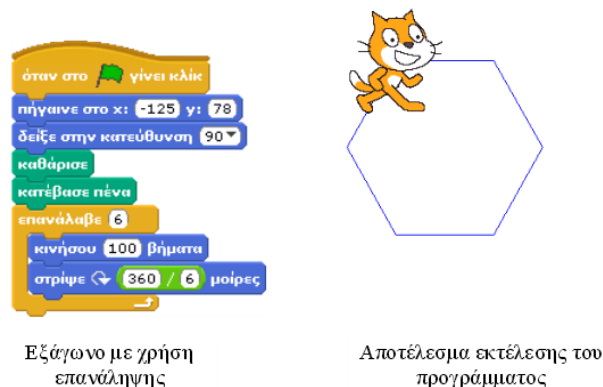 όταν στο γίνει κλίκ
πήγαινε στο x: -125 y: 78
δείξε στην κατεύθυνση 90
καθάρισε
κατέβασε πένα
επανάλαβε 6
κινήσου 100 βήματα
στρίψε 360 / 6 μοίρες
Εξάγωνο με χρήση
επανάληψης
Αποτέλεσμα εκτέλεσης του
προγράμματος